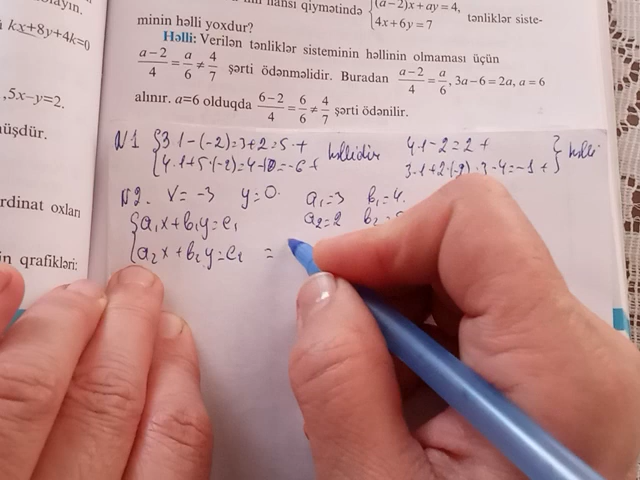 qiymətində { (a−2)x+ay=4,
4x+6y=7 tənliklər siste-
minin həlli yoxdur?
Həlli: Verilən tənliklər sisteminin həllinin olmaması üçün
a−2/4 = a/6 ≠ 4/7 şərti ödənməlidir. Buradan a−2/4 = a/6, 3a−6=2a, a=6
alınır. a=6 olduqda 6−2/4 = 6/6 ≠ 4/7 şərti ödənilir.
kx+8y+4k=0
,5x−y=2.
üşdür.
rdinat oxları
n qrafikləri:
N1 { 3·1−(−2)=3+2=5 + həllidir 4·1−2=2 +
4·1+5·(−2)=4−10=−6 + 3·1+2·(−2)=3−4=−1 + }
N2. y=0 a₁=3 b₁=4
{ a₁x+b₁y=c₁ a₂=2 b₂=
a₂x+b₂y=c₂ =